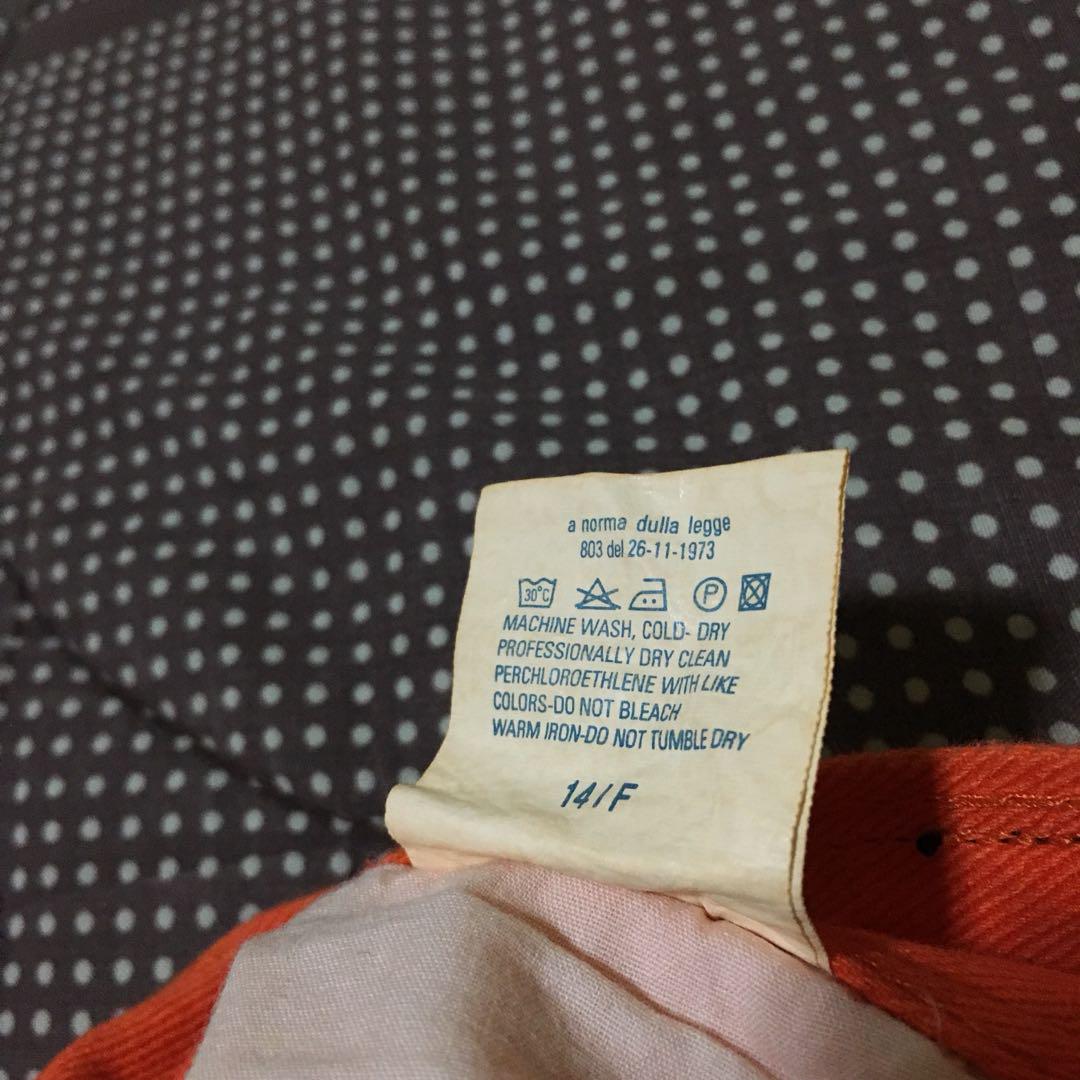 a norma dulla legge
803 del 26-11-1973
30°C P
MACHINE WASH, COLD- DRY
PROFESSIONALLY DRY CLEAN
PERCHLOROETHLENE WITH LIKE
COLORS-DO NOT BLEACH
WARM IRON-DO NOT TUMBLE DRY
14/F